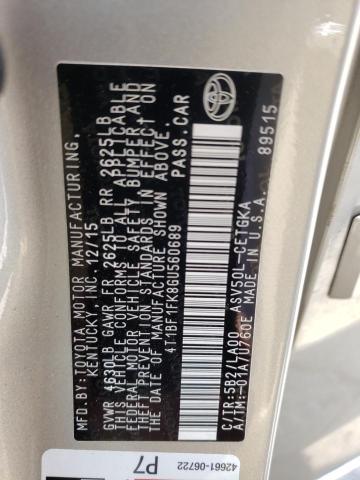 MFD. BY: TOYOTA MOTOR MANUFACTURING,
KENTUCKY, INC. 12/15
GVWR 4630LB GAWR FR 2625LB RR 2625LB
THIS VEHICLE CONFORMS TO ALL APPLICABLE
FEDERAL MOTOR VEHICLE SAFETY, BUMPER, AND
THEFT PREVENTION STANDARDS IN EFFECT ON
THE DATE OF MANUFACTURE SHOWN ABOVE.
4T1BF1FK8GU560689 PASS.CAR
C/TR:5B2/LA00 ASV50L-CETGKA
A/TM:-01A/U760E MADE IN U.S.A. 89515
42661-06722
P7